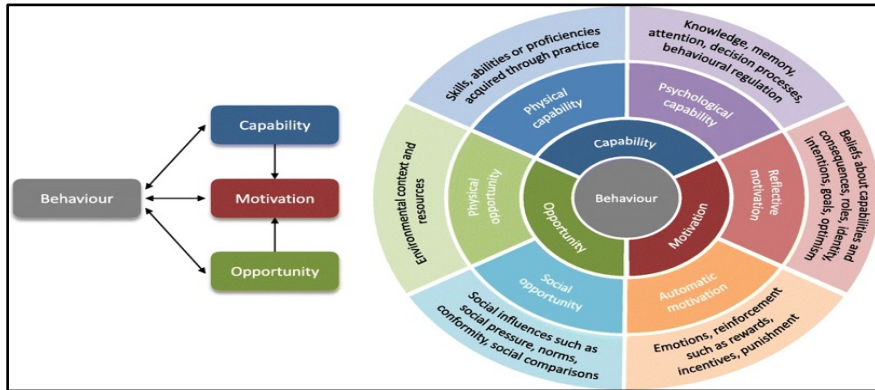 Capability
Behaviour
Motivation
Opportunity
Skills, abilities or proficiencies
acquired through practice
Knowledge, memory,
attention, decision processes,
behavioural regulation
Physical
capability
Psychological
capability
Capability
Environmental context and
resources
Physical
opportunity
Opportunity
Behaviour
Motivation
Reflective
motivation
Beliefs about capabilities and
consequences, roles, identity,
intentions, goals, optimism
Social
opportunity
Automatic
motivation
Social influences such as
social pressure, norms,
conformity, social comparisons
Emotions, reinforcement
such as rewards,
incentives, punishment